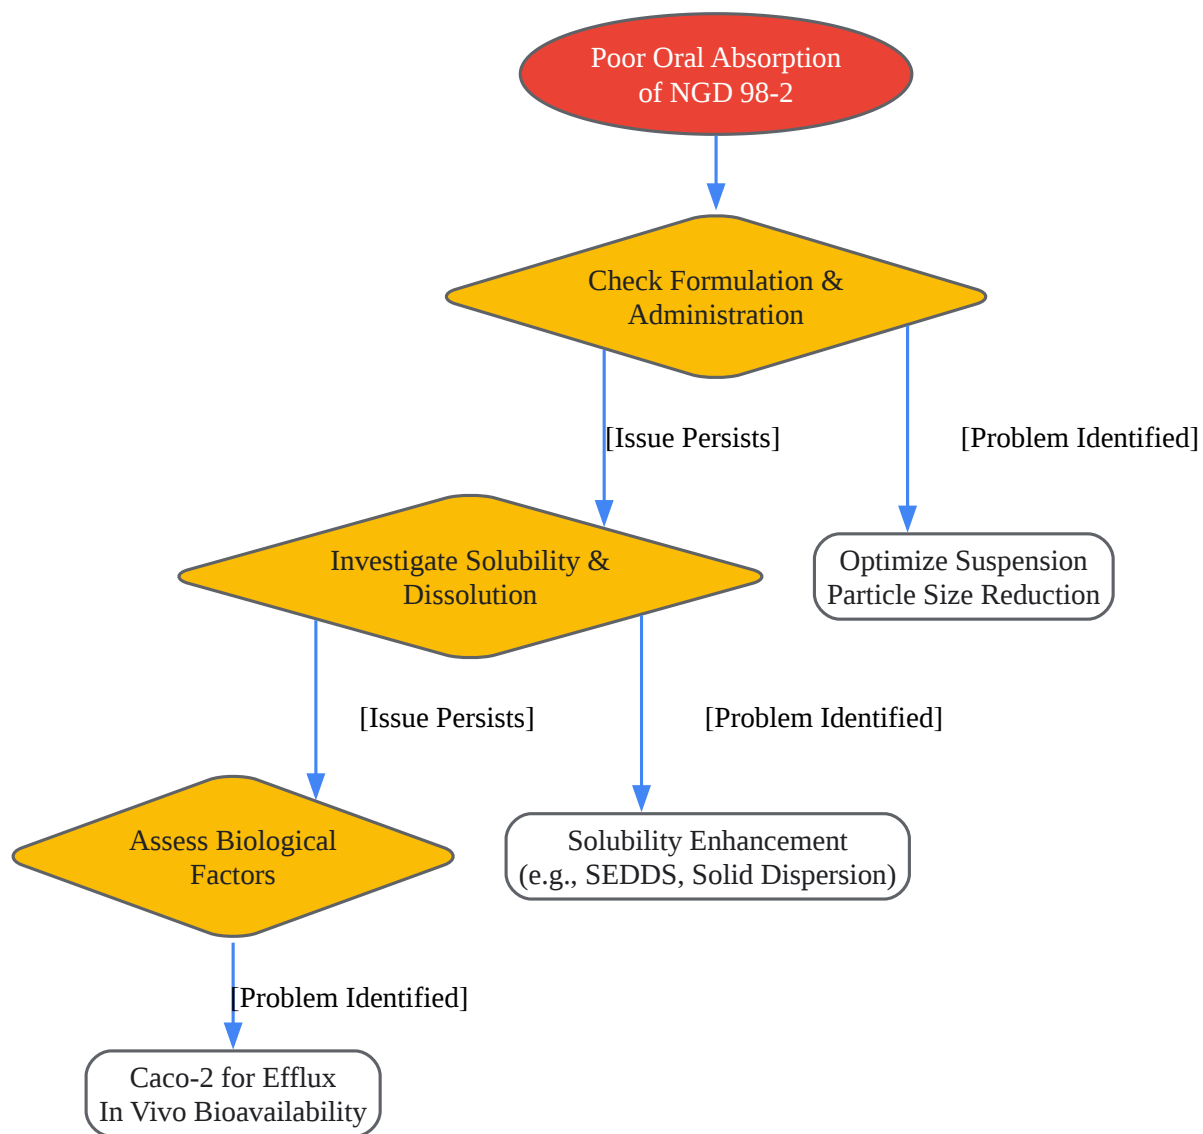 Poor Oral Absorption
of NGD 98-2
Check Formulation &
Administration
[Issue Persists]
[Problem Identified]
Investigate Solubility &
Dissolution
Optimize Suspension
Particle Size Reduction
[Issue Persists]
[Problem Identified]
Assess Biological
Factors
Solubility Enhancement
(e.g., SEDDS, Solid Dispersion)
[Problem Identified]
Caco-2 for Efflux
In Vivo Bioavailability